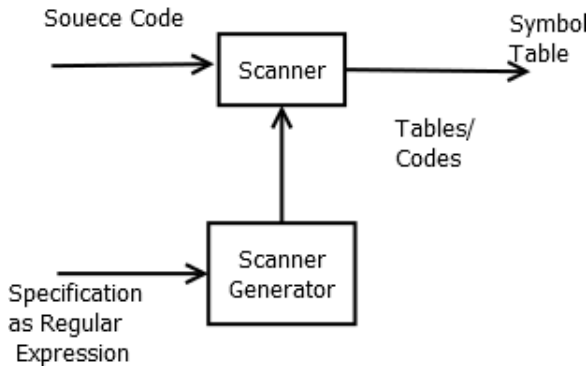 Souece Code
Scanner
Symbol
Table
Tables/
Codes
Scanner
Generator
Specification
as Regular
Expression